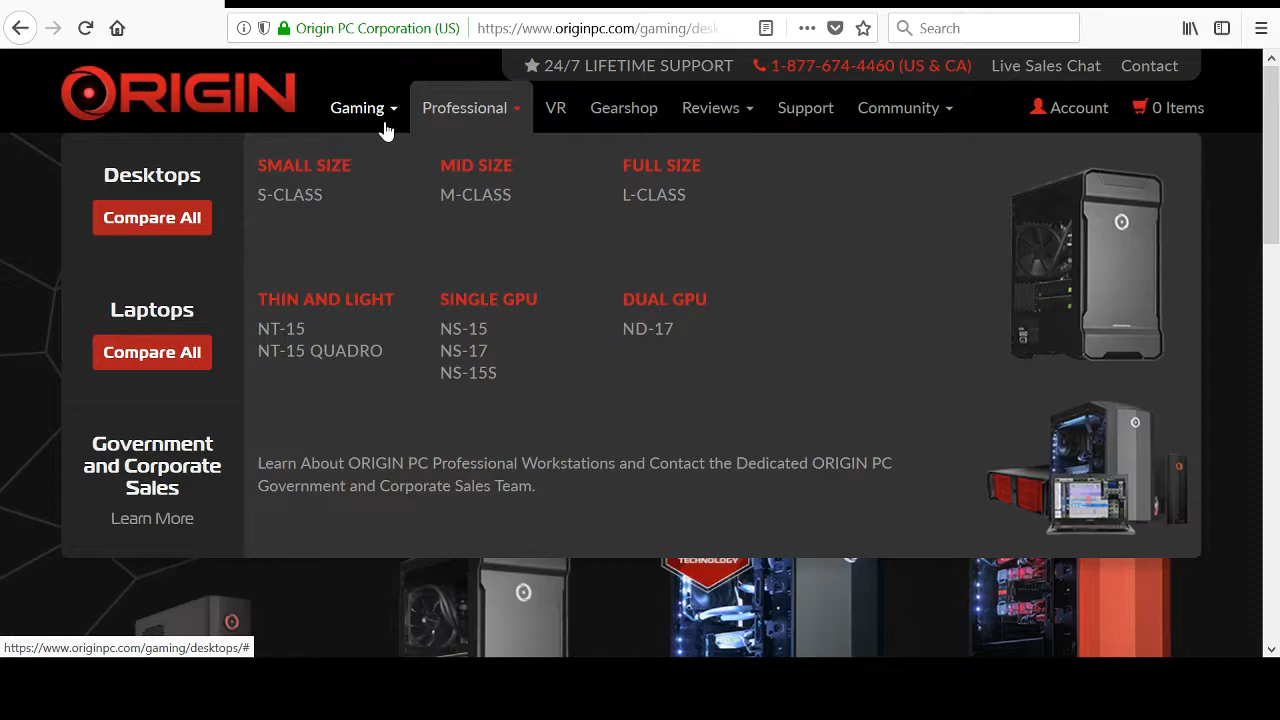 Origin PC Corporation (US)
https://www.originpc.com/gaming/desk
Search
ORIGIN
24/7 LIFETIME SUPPORT
1-877-674-4460 (US & CA)
Live Sales Chat
Contact
Gaming
Professional
VR
Gearshop
Reviews
Support
Community
Account
0 Items
Desktops
Compare All
SMALL SIZE
S-CLASS
MID SIZE
M-CLASS
FULL SIZE
L-CLASS
Laptops
Compare All
THIN AND LIGHT
NT-15
NT-15 QUADRO
SINGLE GPU
NS-15
NS-17
NS-15S
DUAL GPU
ND-17
Government
and Corporate
Sales
Learn More
Learn About ORIGIN PC Professional Workstations and Contact the Dedicated ORIGIN PC
Government and Corporate Sales Team.
TECHNOLOGY
https://www.originpc.com/gaming/desktops/#